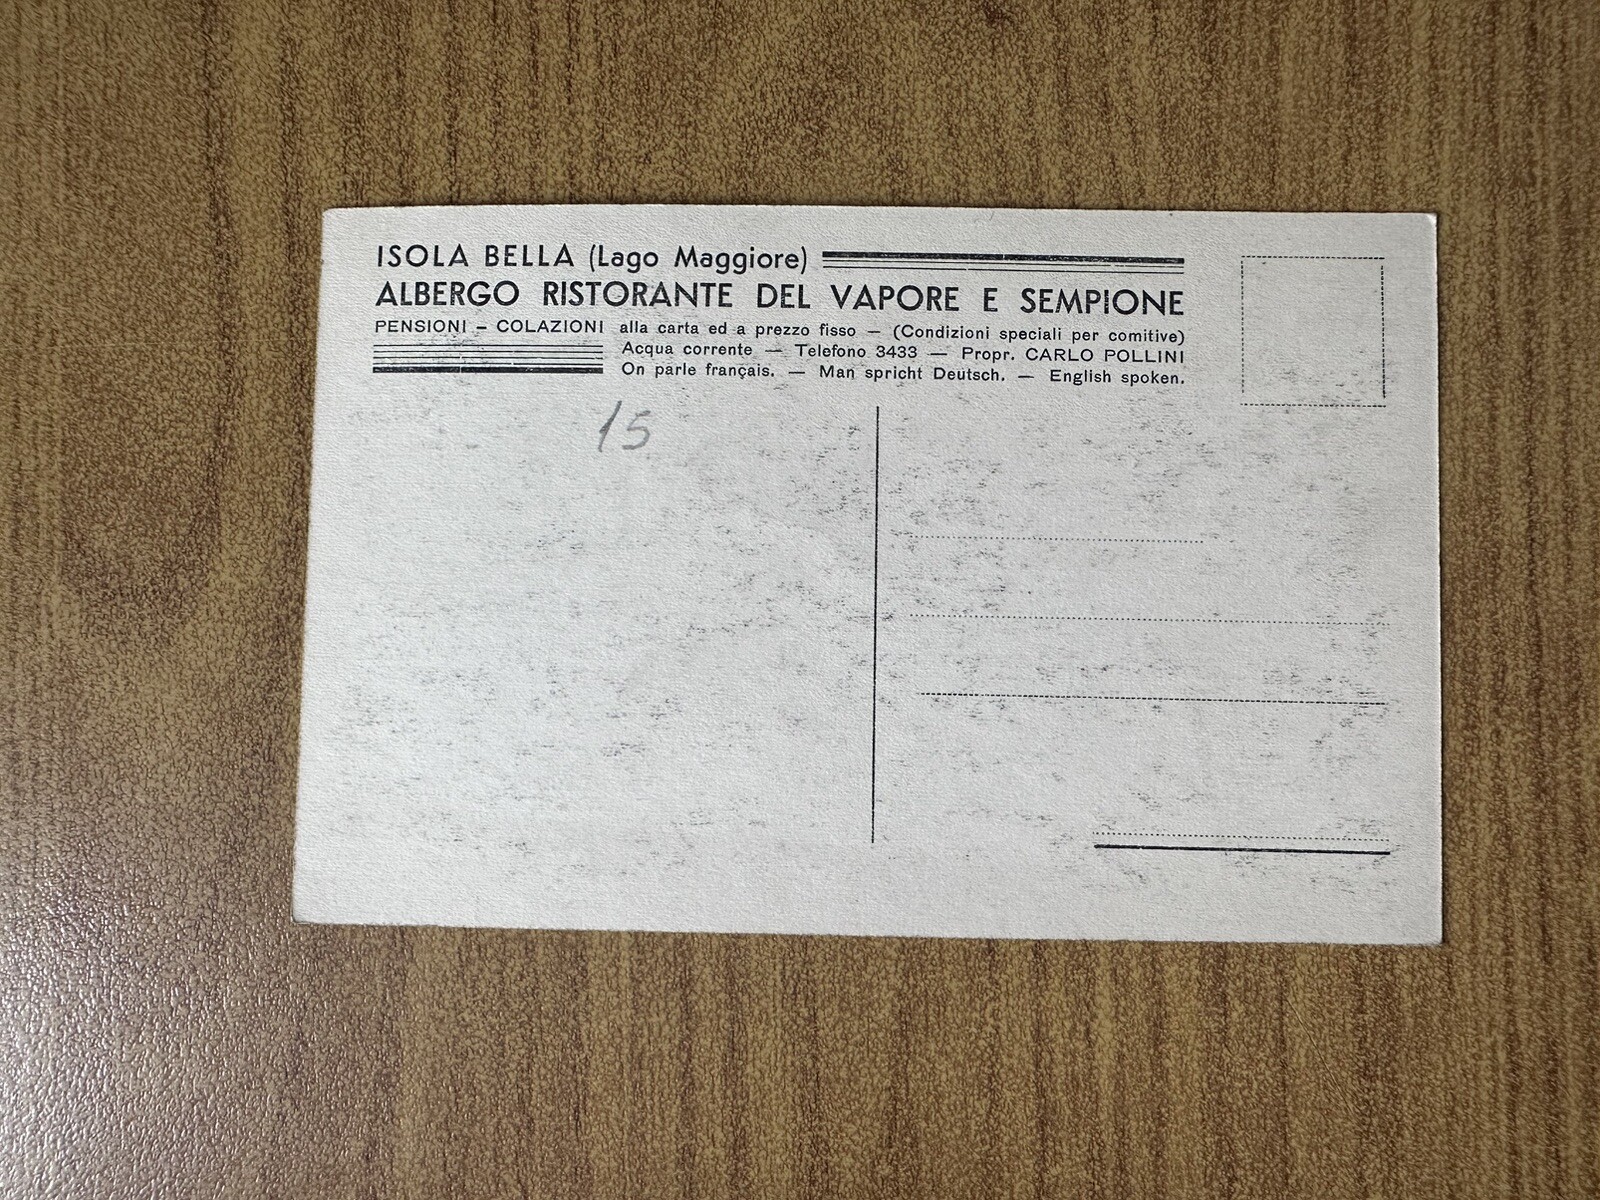 ISOLA BELLA (Lago Maggiore)
ALBERGO RISTORANTE DEL VAPORE E SEMPIONE
PENSIONI – COLAZIONI alla carta ed a prezzo fisso — (Condizioni speciali per comitive)
Acqua corrente — Telefono 3433 — Propr. CARLO POLLINI
On parle français. — Man spricht Deutsch. — English spoken.
15